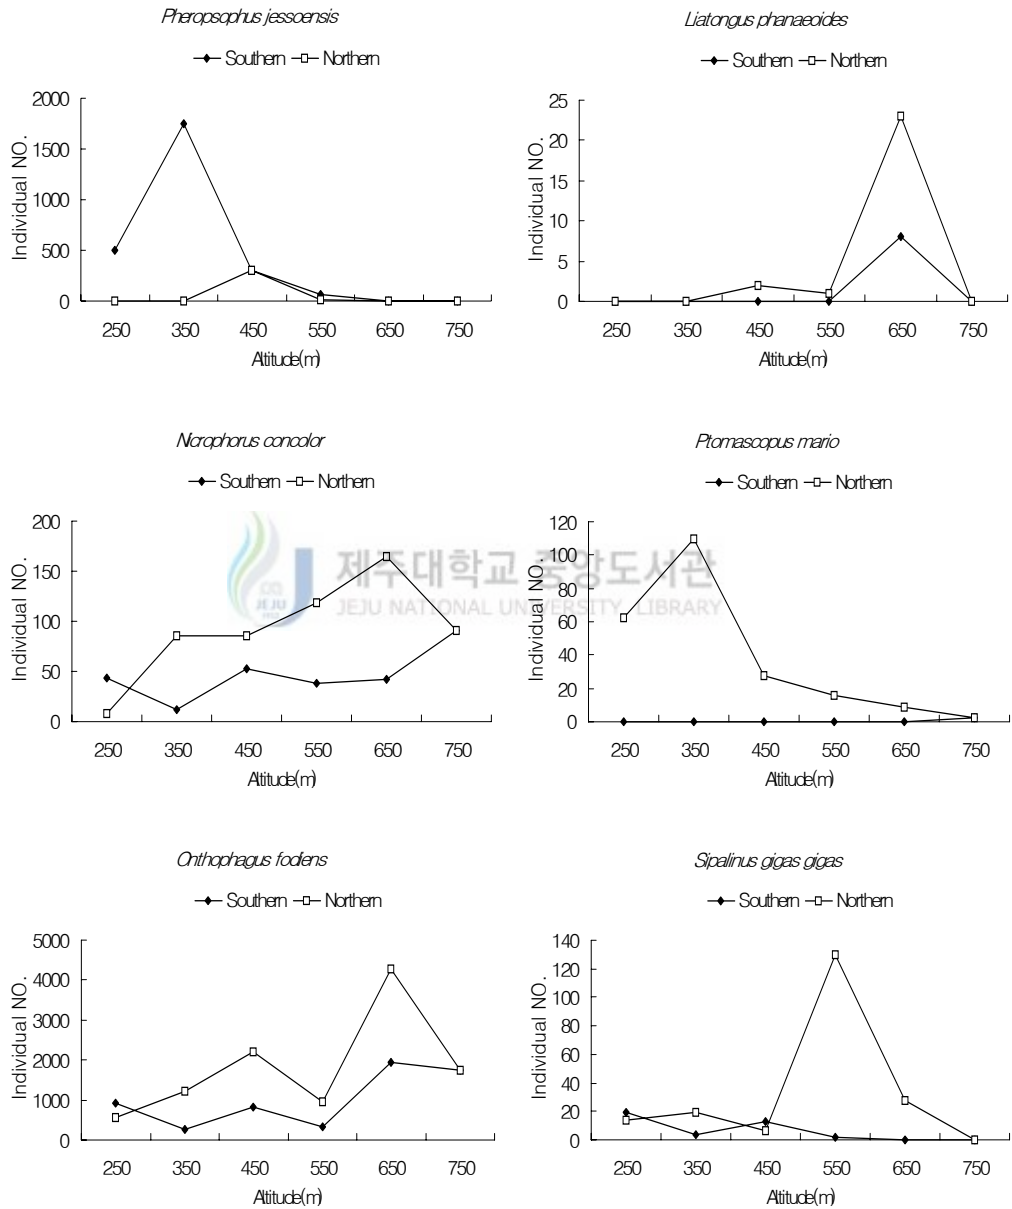 Pheropsophus jessoensis
Southern Northern
2000
1500
1000
500
0
Individual NO.
250 350 450 550 650 750
Altitude(m)
Liatongus phanaeoides
Southern Northern
25
20
15
10
5
0
Individual NO.
250 350 450 550 650 750
Altitude(m)
Nicrophorus concolor
Southern Northern
200
150
100
50
0
Individual NO.
250 350 450 550 650 750
Altitude(m)
Ptomascopus mario
Southern Northern
120
100
80
60
40
20
0
Individual NO.
250 350 450 550 650 750
Altitude(m)
JEJU
제주대학교 중앙도서관
JEJU NATIONAL UNIVERSITY LIBRARY
Onthophagus fodiens
Southern Northern
5000
4000
3000
2000
1000
0
Individual NO.
250 350 450 550 650 750
Altitude(m)
Sipalinus gigas gigas
Southern Northern
140
120
100
80
60
40
20
0
Individual NO.
250 350 450 550 650 750
Altitude(m)